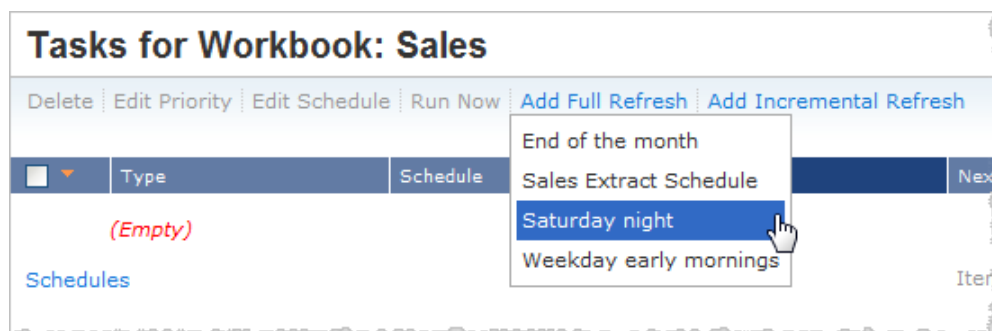 Tasks for Workbook: Sales
Delete Edit Priority Edit Schedule Run Now Add Full Refresh Add Incremental Refresh
End of the month
Type Schedule Sales Extract Schedule
(Empty) Saturday night
Weekday early mornings
Schedules